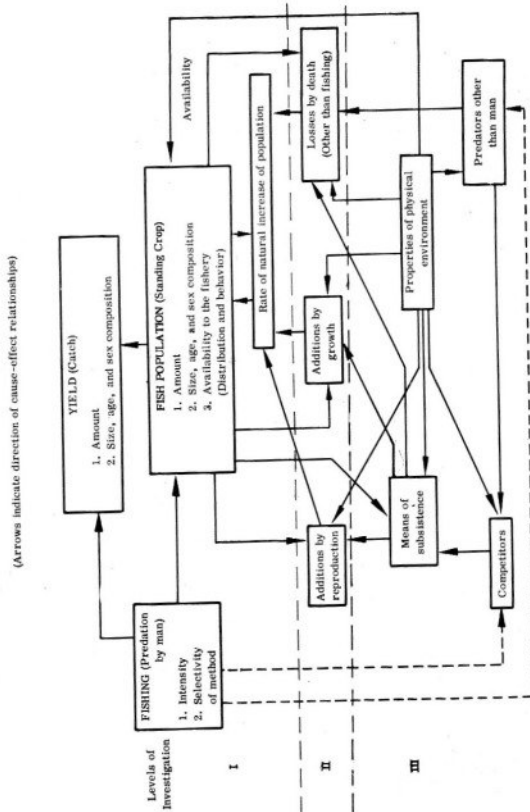 (Arrows indicate direction of cause-effect relationships)
Levels of
Investigation
I
II
III
YIELD (Catch)
1. Amount
2. Size, age, and sex composition
FISHING (Predation
by man)
1. Intensity
2. Selectivity
of method
FISH POPULATION (Standing Crop)
1. Amount
2. Size, age, and sex composition
3. Availability to the fishery
(Distribution and behavior)
Availability
Rate of natural increase of population
Additions by
reproduction
Additions by
growth
Losses by death
(Other than fishing)
Means of
subsistence
Properties of physical
environment
Competitors
Predators other
than man